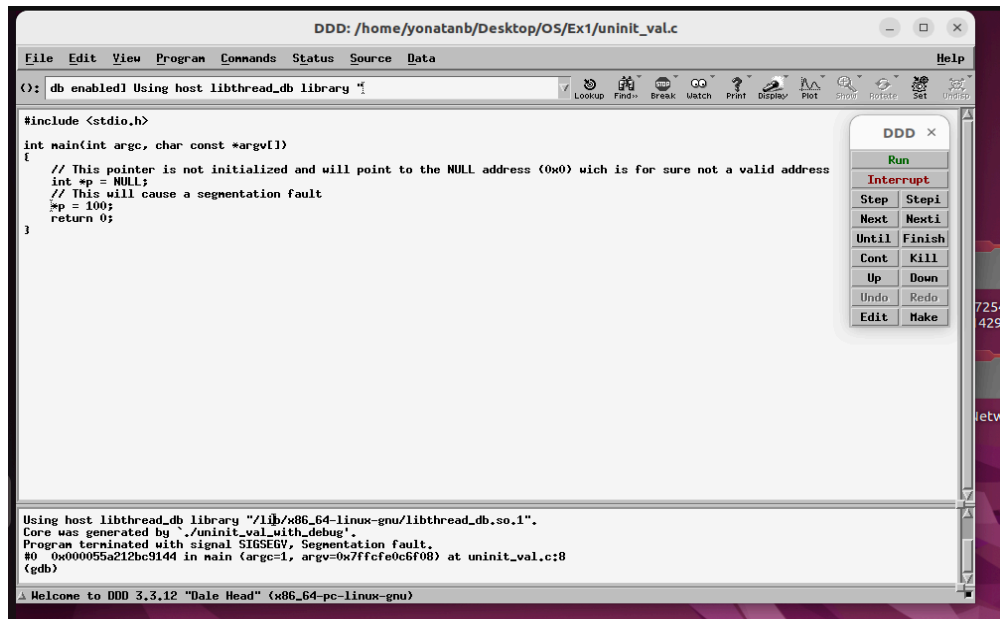 DDD: /home/yonatanb/Desktop/OS/Ex1/uninit_val.c
File Edit View Program Commands Status Source Data Help
(): db enabled] Using host libthread_db library "
Lookup Find» Break Watch Print Display Plot Show Rotate Set Undisp
#include <stdio.h>
int main(int argc, char const *argv[])
{
// This pointer is not initialized and will point to the NULL address (0x0) wich is for sure not a valid address
int *p = NULL;
// This will cause a segmentation fault
*p = 100;
return 0;
}
DDD
Run
Interrupt
Step Stepi
Next Nexti
Until Finish
Cont Kill
Up Down
Undo Redo
Edit Make
Using host libthread_db library "/lib/x86_64-linux-gnu/libthread_db.so.1".
Core was generated by `./uninit_val_with_debug'.
Program terminated with signal SIGSEGV, Segmentation fault.
#0 0x000055a212bc9144 in main (argc=1, argv=0x7ffcfe0c6f08) at uninit_val.c:8
(gdb)
Welcome to DDD 3.3.12 "Dale Head" (x86_64-pc-linux-gnu)